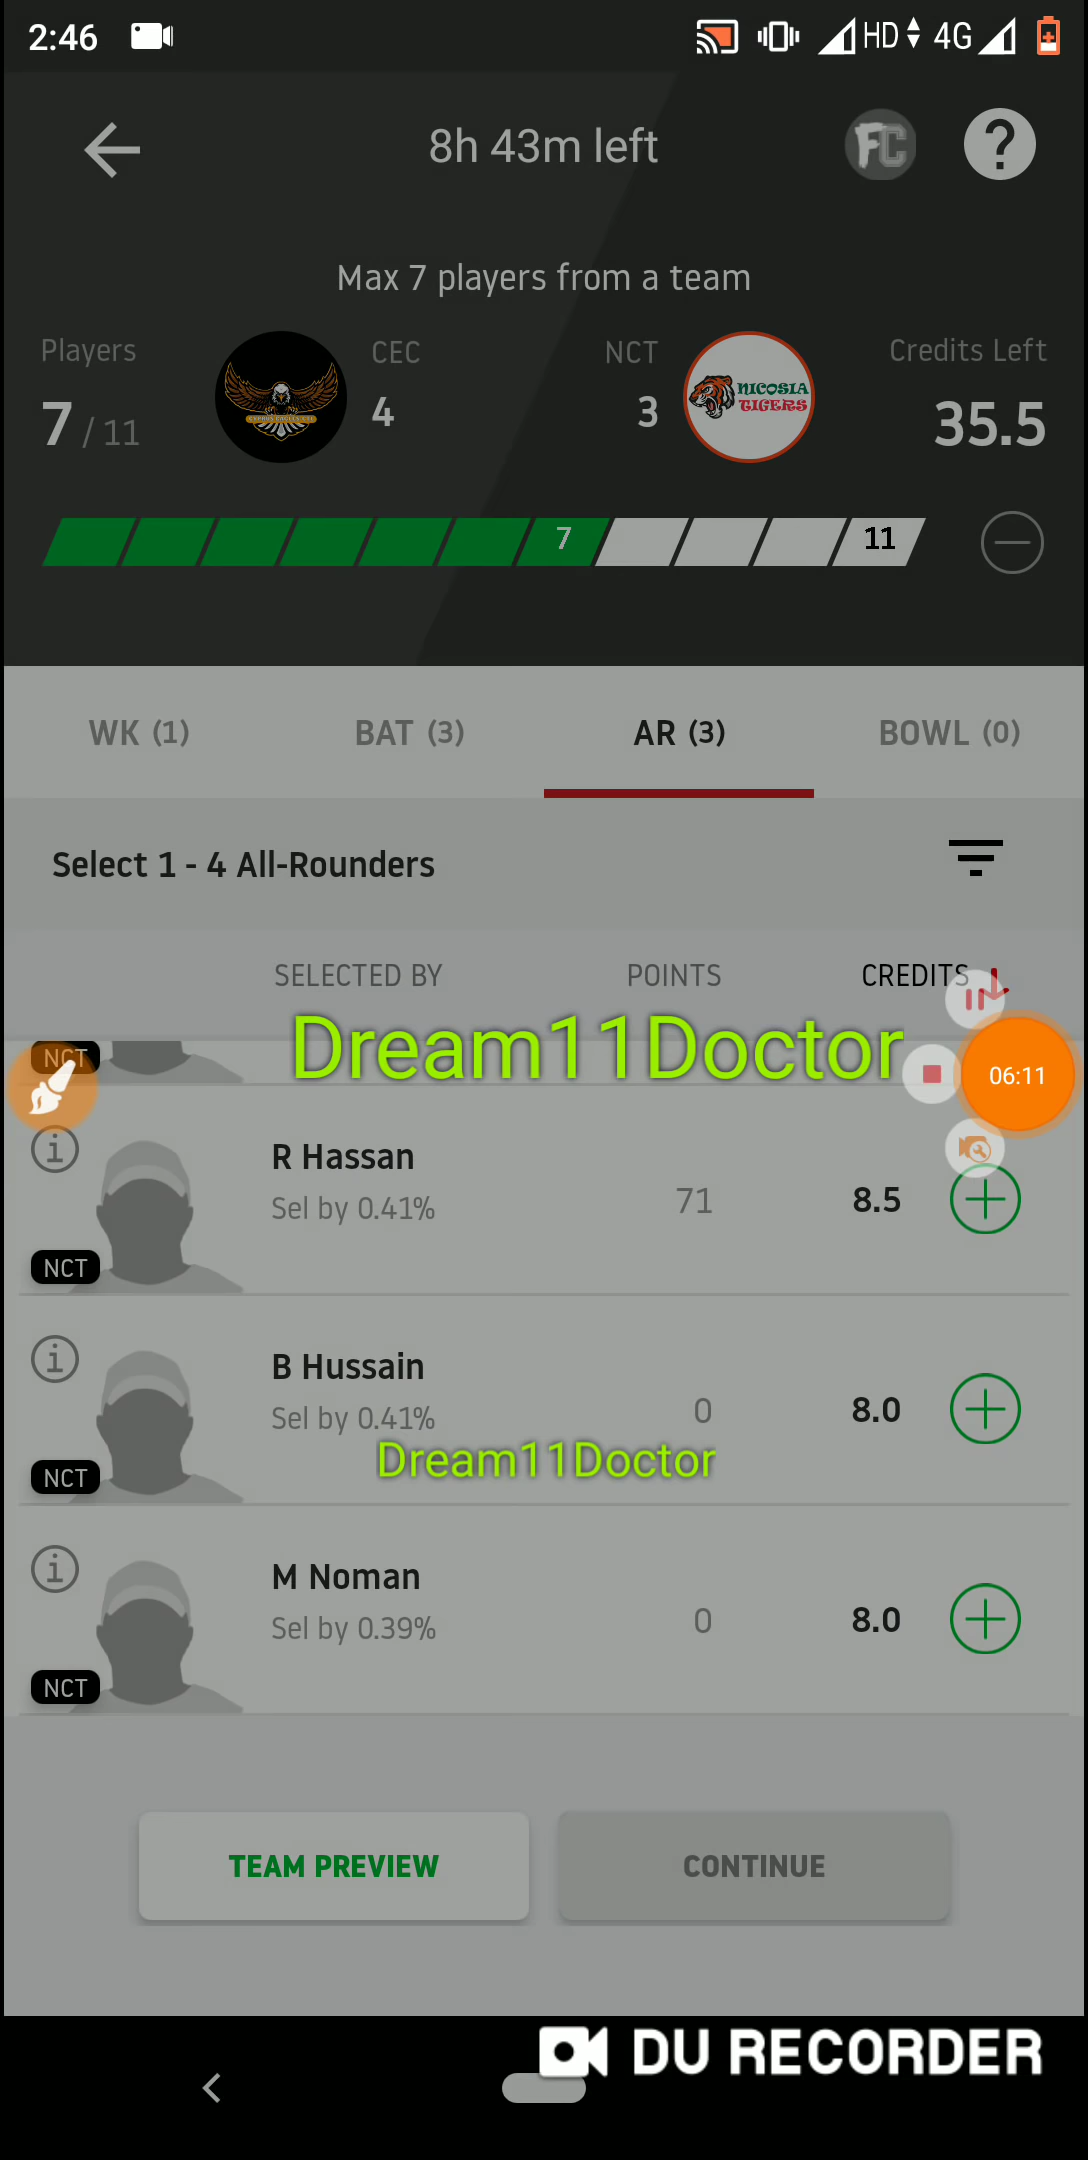 2:46
HD 4G
8h 43m left
FC
?
Max 7 players from a team
Players
CEC
NCT
Credits Left
7 / 11
4
3
35.5
NICOSIA
TIGERS
7
11
WK (1)
BAT (3)
AR (3)
BOWL (0)
Select 1 - 4 All-Rounders
SELECTED BY
POINTS
CREDITS
Dream11Doctor
NCT
06:11
R Hassan
Sel by 0.41%
71
8.5
NCT
B Hussain
Sel by 0.41%
0
8.0
Dream11Doctor
NCT
M Noman
Sel by 0.39%
0
8.0
NCT
TEAM PREVIEW
CONTINUE
DU RECORDER